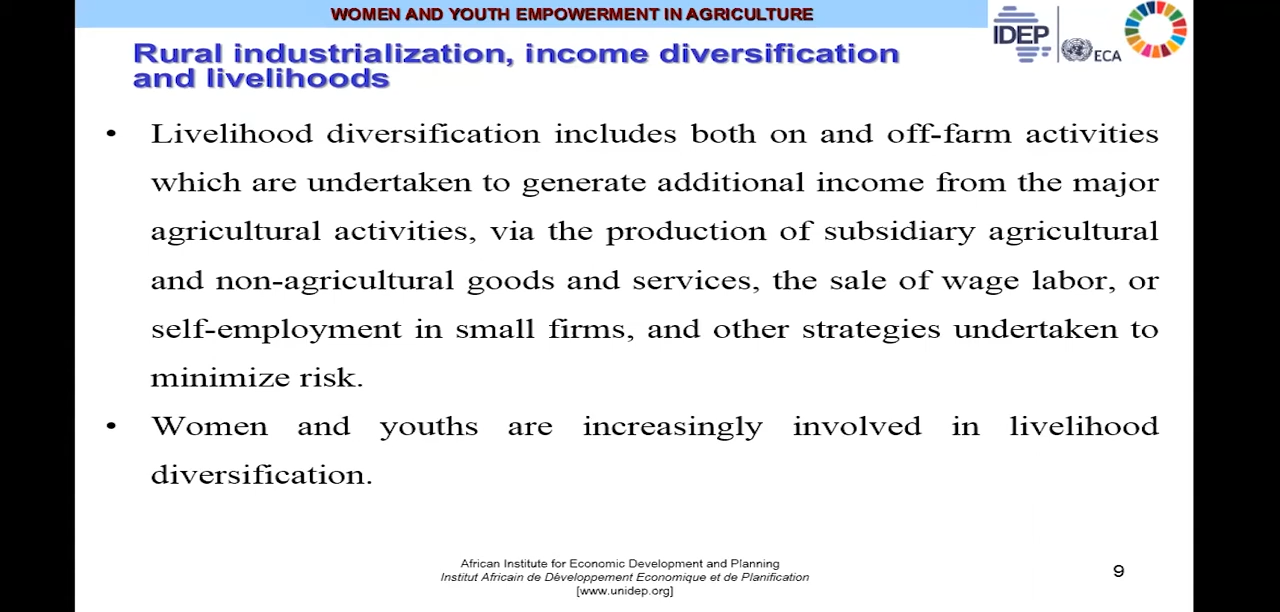 WOMEN AND YOUTH EMPOWERMENT IN AGRICULTURE
IDEP
ECA
Rural industrialization, income diversification
and livelihoods
• Livelihood diversification includes both on and off-farm activities
which are undertaken to generate additional income from the major
agricultural activities, via the production of subsidiary agricultural
and non-agricultural goods and services, the sale of wage labor, or
self-employment in small firms, and other strategies undertaken to
minimize risk.
• Women and youths are increasingly involved in livelihood
diversification.
African Institute for Economic Development and Planning
Institut Africain de Développement Economique et de Planification
[www.unidep.org]
9